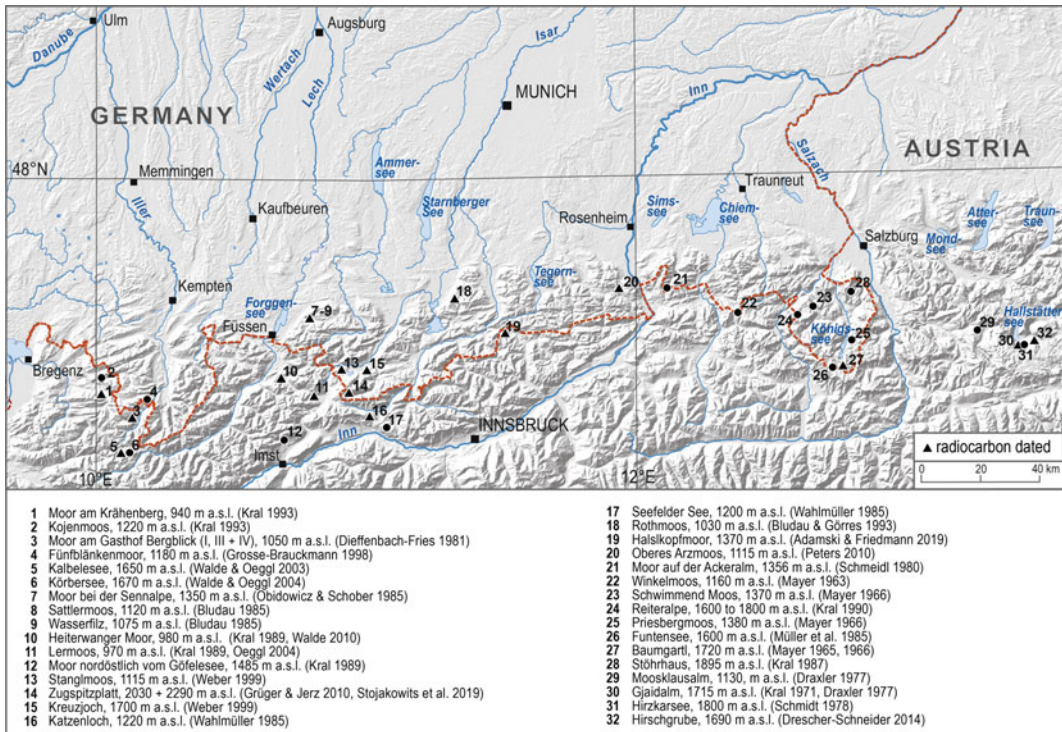 Ulm
Augsburg
Danube
Wertach
Lech
Isar
MUNICH
Inn
GERMANY
AUSTRIA
48°N
Memmingen
Iller
Kaufbeuren
Ammer-
see
Starnberger
See
Rosenheim
Sims-
see
Chiem-
see
Traunreut
Salzach
Salzburg
Mond-
see
Atter-
see
Traun-
see
Kempten
Forggen-
see
Füssen
Tegern-
see
Königs-
see
Hallstätter
see
Bregenz
Imst
Inn
INNSBRUCK
10°E
12°E
1
2
3
4
5
6
7-9
10
11
12
13
14
15
16
17
18
19
20
21
22
23
24
25
26
27
28
29
30
31
32
▲ radiocarbon dated
0 20 40 km
1 Moor am Krähenberg, 940 m a.s.l. (Kral 1993)
2 Kojenmoos, 1220 m a.s.l. (Kral 1993)
3 Moor am Gasthof Bergblick (I, III + IV), 1050 m a.s.l. (Dieffenbach-Fries 1981)
4 Fünfblänkenmoor, 1180 m a.s.l. (Grosse-Brauckmann 1998)
5 Kalbelesee, 1650 m a.s.l. (Walde & Oeggl 2003)
6 Körbersee, 1670 m a.s.l. (Walde & Oeggl 2004)
7 Moor bei der Sennalpe, 1350 m a.s.l. (Obidowicz & Schober 1985)
8 Sattlermoos, 1120 m a.s.l. (Bludau 1985)
9 Wasserfilz, 1075 m a.s.l. (Bludau 1985)
10 Heiterwanger Moor, 980 m a.s.l. (Kral 1989, Walde 2010)
11 Lermoos, 970 m a.s.l. (Kral 1989, Oeggl 2004)
12 Moor nordöstlich vom Göfelesee, 1485 m a.s.l. (Kral 1989)
13 Stanglmoos, 1115 m a.s.l. (Weber 1999)
14 Zugspitzplatt, 2030 + 2290 m a.s.l. (Grüger & Jerz 2010, Stojakowits et al. 2019)
15 Kreuzjoch, 1700 m a.s.l. (Weber 1999)
16 Katzenloch, 1220 m a.s.l. (Wahlmüller 1985)
17 Seefelder See, 1200 m a.s.l. (Wahlmüller 1985)
18 Rothmoos, 1030 m a.s.l. (Bludau & Görres 1993)
19 Halslkopfmoor, 1370 m a.s.l. (Adamski & Friedmann 2019)
20 Oberes Arzmoos, 1115 m a.s.l. (Peters 2010)
21 Moor auf der Ackeralm, 1356 m a.s.l. (Schmeidl 1980)
22 Winkelmoos, 1160 m a.s.l. (Mayer 1963)
23 Schwimmend Moos, 1370 m a.s.l. (Mayer 1966)
24 Reiteralpe, 1600 to 1800 m a.s.l. (Kral 1990)
25 Priesbergmoos, 1380 m a.s.l. (Mayer 1966)
26 Funtensee, 1600 m a.s.l. (Müller et al. 1985)
27 Baumgartl, 1720 m a.s.l. (Mayer 1965, 1966)
28 Stöhrhaus, 1895 m a.s.l. (Kral 1987)
29 Moosklausalm, 1130, m a.s.l. (Draxler 1977)
30 Gjaidalm, 1715 m a.s.l. (Kral 1971, Draxler 1977)
31 Hirzkarsee, 1800 m a.s.l. (Schmidt 1978)
32 Hirschgrube, 1690 m a.s.l. (Drescher-Schneider 2014)